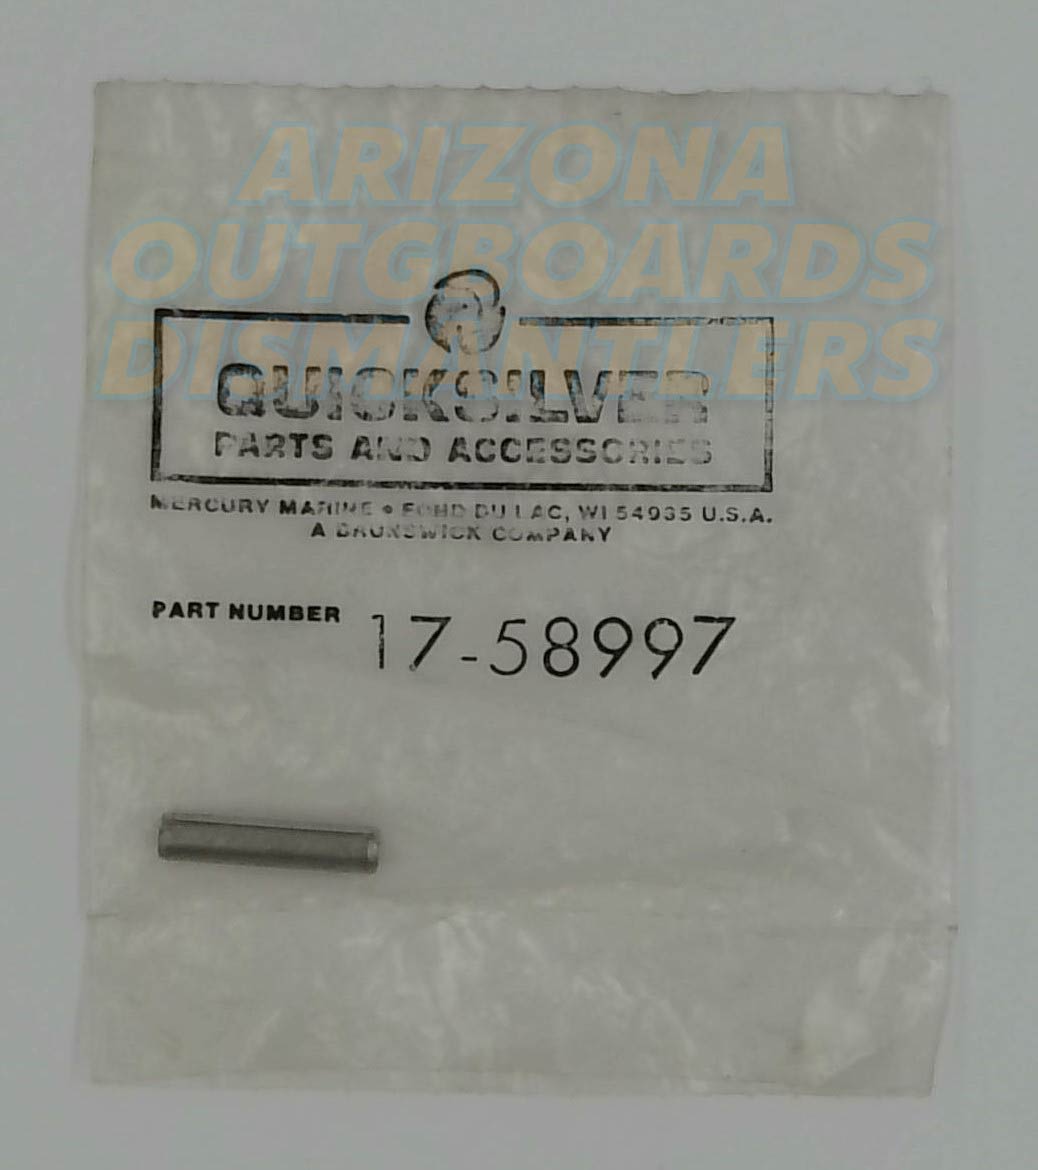 ARIZONA
OUTGBOARDS
DISMANTLERS
QUICKSILVER
PARTS AND ACCESSORIES
MERCURY MARINE • FOND DU LAC, WI 54935 U.S.A.
A BRUNSWICK COMPANY
PART NUMBER 17-58997